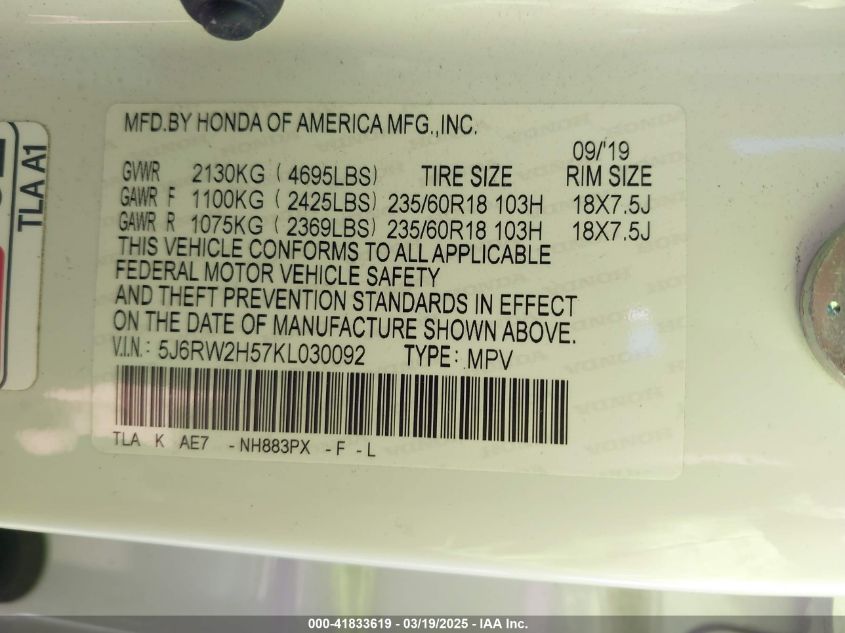 MFD.BY HONDA OF AMERICA MFG.,INC.
09/'19
GVWR 2130KG ( 4695LBS) TIRE SIZE RIM SIZE
GAWR F 1100KG ( 2425LBS) 235/60R18 103H 18X7.5J
GAWR R 1075KG ( 2369LBS) 235/60R18 103H 18X7.5J
THIS VEHICLE CONFORMS TO ALL APPLICABLE
FEDERAL MOTOR VEHICLE SAFETY
AND THEFT PREVENTION STANDARDS IN EFFECT
ON THE DATE OF MANUFACTURE SHOWN ABOVE.
V.I.N.: 5J6RW2H57KL030092 TYPE: MPV
TLA K AE7 -NH883PX -F -L
TLA A1
000-41833619 - 03/19/2025 - IAA Inc.